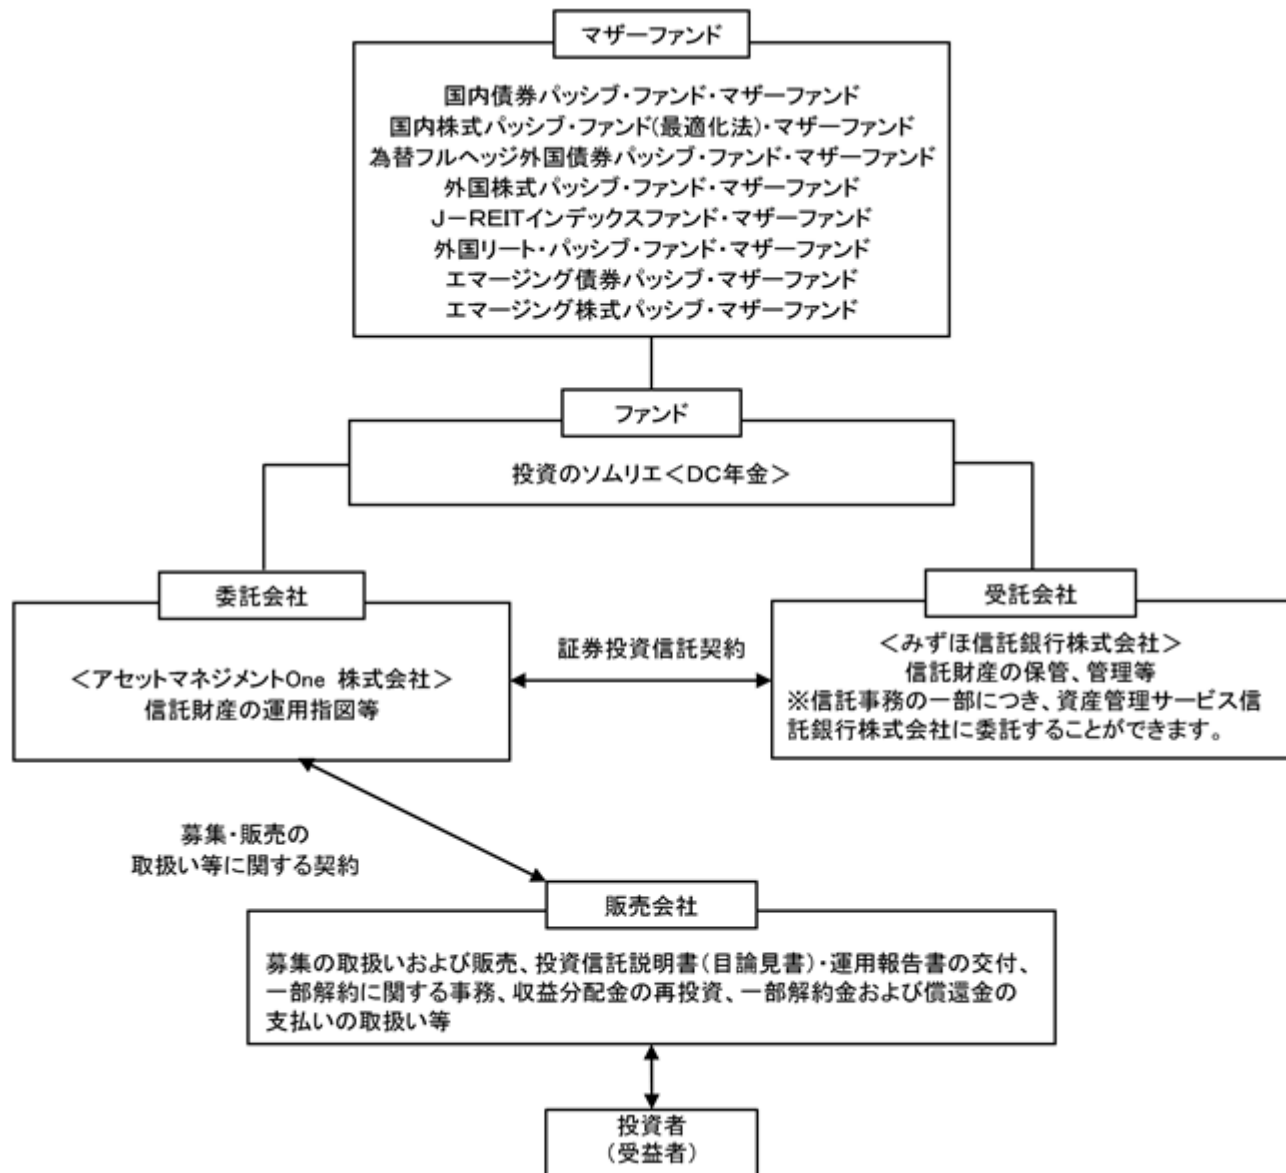 マザーファンド
国内債券パッシブ・ファンド・マザーファンド
国内株式パッシブ・ファンド(最適化法)・マザーファンド
為替フルヘッジ外国債券パッシブ・ファンド・マザーファンド
外国株式パッシブ・ファンド・マザーファンド
J－REITインデックスファンド・マザーファンド
外国リート・パッシブ・ファンド・マザーファンド
エマージング債券パッシブ・マザーファンド
エマージング株式パッシブ・マザーファンド
ファンド
投資のソムリエ＜DC年金＞
委託会社
＜アセットマネジメントOne 株式会社＞
信託財産の運用指図等
証券投資信託契約
受託会社
＜みずほ信託銀行株式会社＞
信託財産の保管、管理等
※信託事務の一部につき、資産管理サービス信
託銀行株式会社に委託することができます。
募集・販売の
取扱い等に関する契約
販売会社
募集の取扱いおよび販売、投資信託説明書(目論見書)・運用報告書の交付、
一部解約に関する事務、収益分配金の再投資、一部解約金および償還金の
支払いの取扱い等
投資者
(受益者)